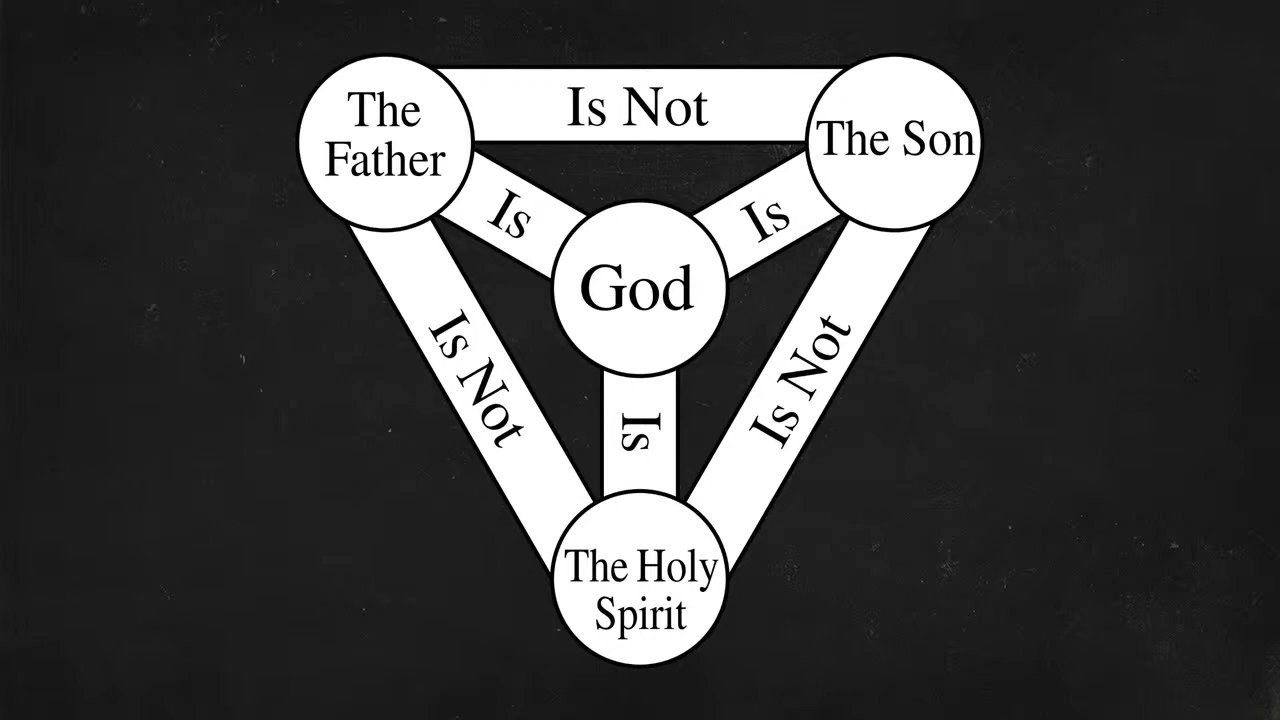 The
Father
Is Not
The Son
Is
Is
God
Is Not
Is
Is Not
The Holy
Spirit